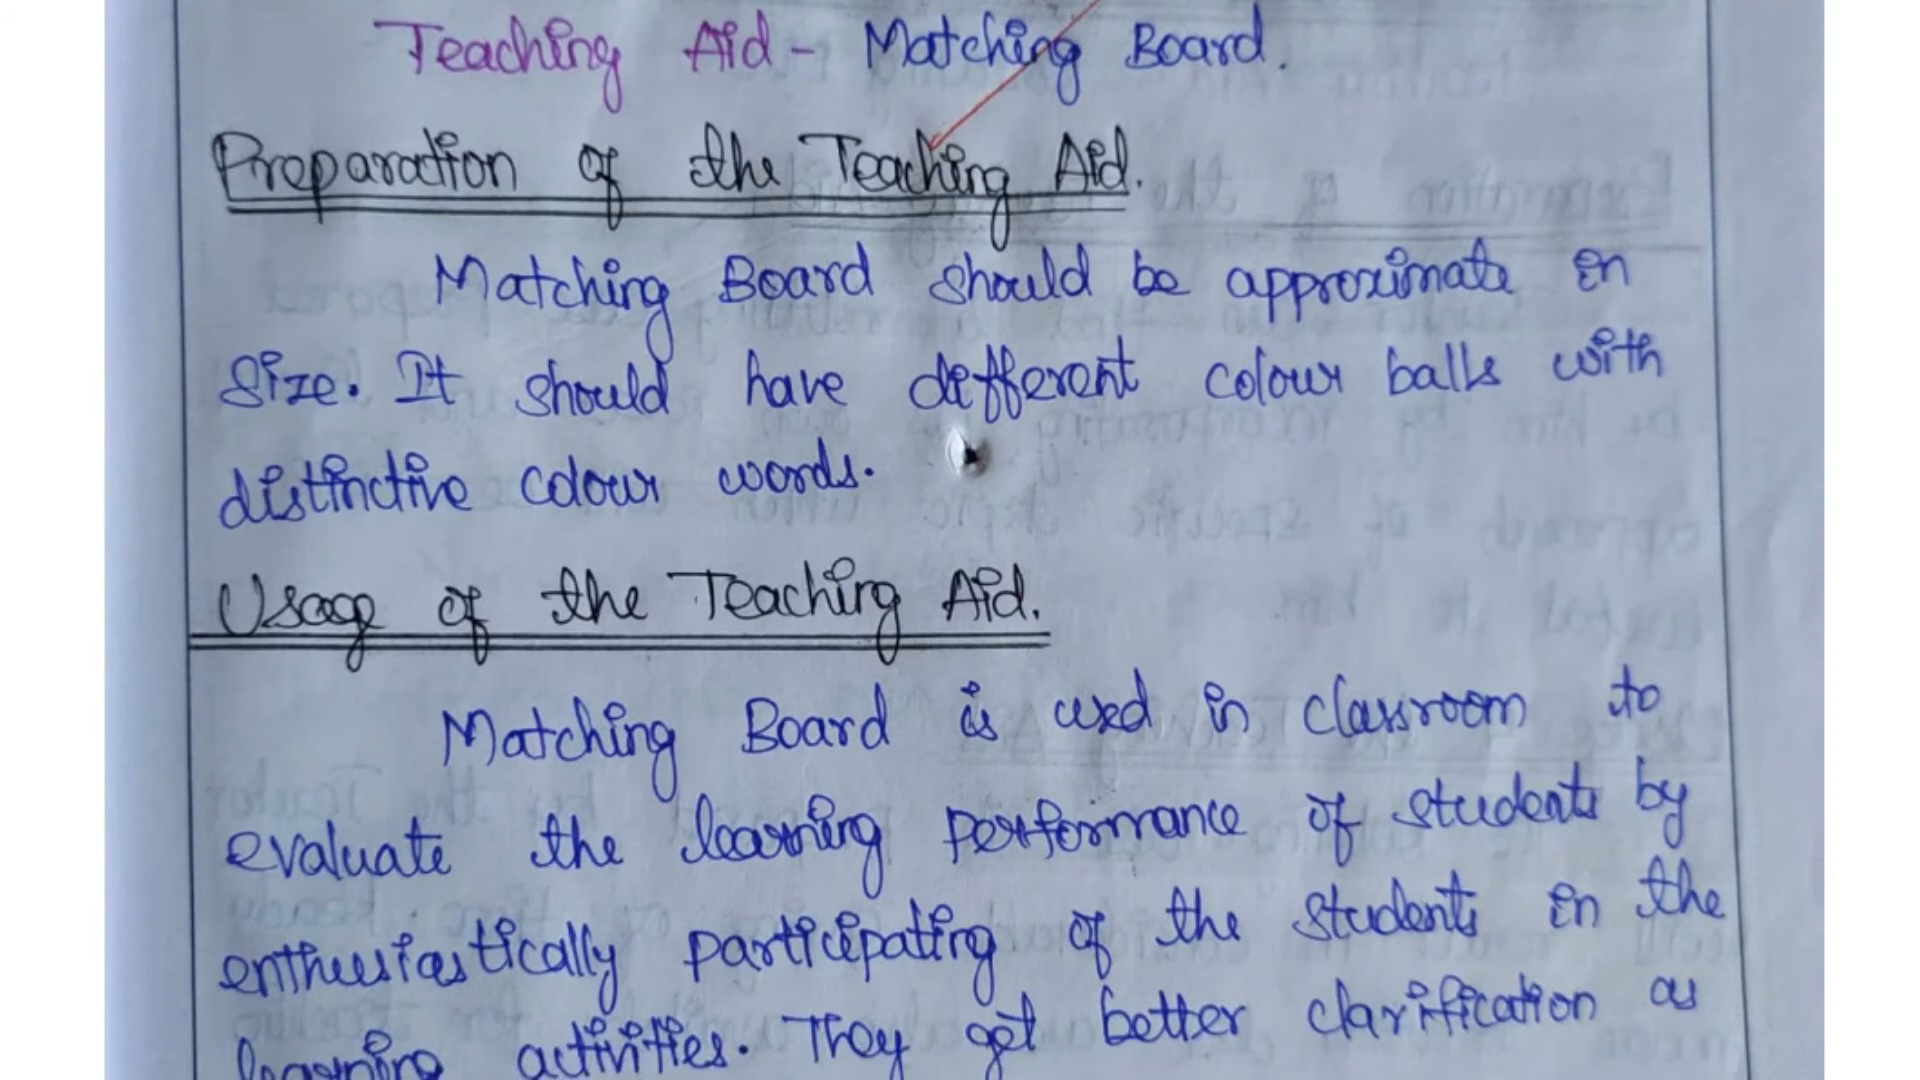 Teaching Aid - Matching Board.
Preparation of the Teaching Aid.
Matching Board should be approximate in
size. It should have different colour balls with
distinctive colour words.
Usage of the Teaching Aid.
Matching Board is used in classroom to
evaluate the learning performance of students by
enthusiastically participating of the students in the
learning activities. They get better clarification as